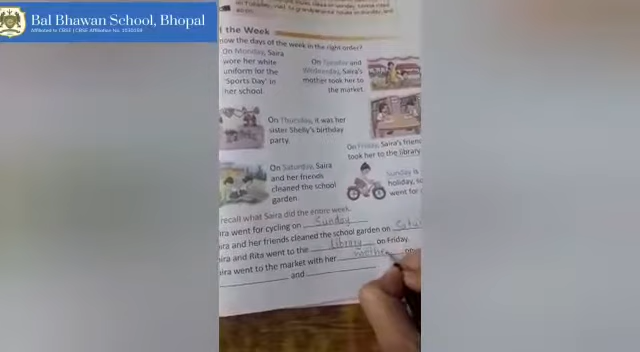 Bal Bhawan School, Bhopal
Affiliated to CBSE | CBSE Affiliation No. 1030159
the Week
now the days of the week in the right order?
On Monday, Saira
wore her white
uniform for the
'Sports Day' in
her school.
On Tuesday and
Wednesday, Saira's
mother took her to
the market.
On Thursday, it was her
sister Shelly's birthday
party.
On Friday, Saira's frien
took her to the library
On Saturday, Saira
and her friends
cleaned the school
garden.
Sunday is
holiday, s
went for
recall what Saira did the entire week.
ira went for cycling on Sunday
ira and her friends cleaned the school garden on Satu
ira and Rita went to the library on Friday.
ira went to the market with her mothe
and